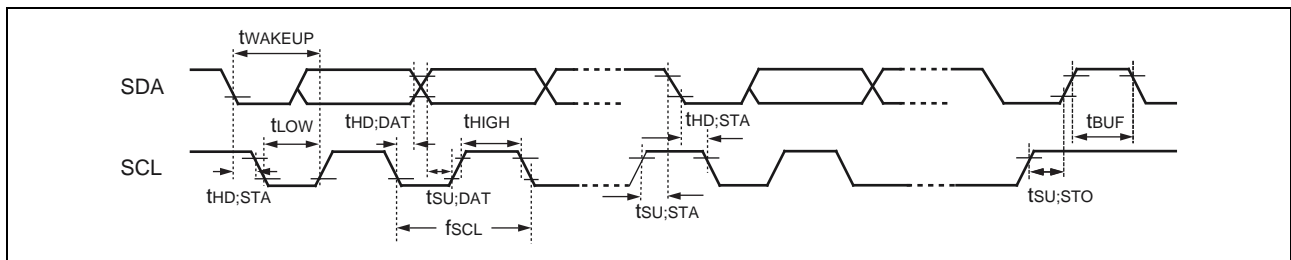 tWAKEUP
SDA
tHD;DAT
tHIGH
tHD;STA
tLOW
tBUF
SCL
tHD;STA
tSU;DAT
tSU;STA
tSU;STO
fSCL